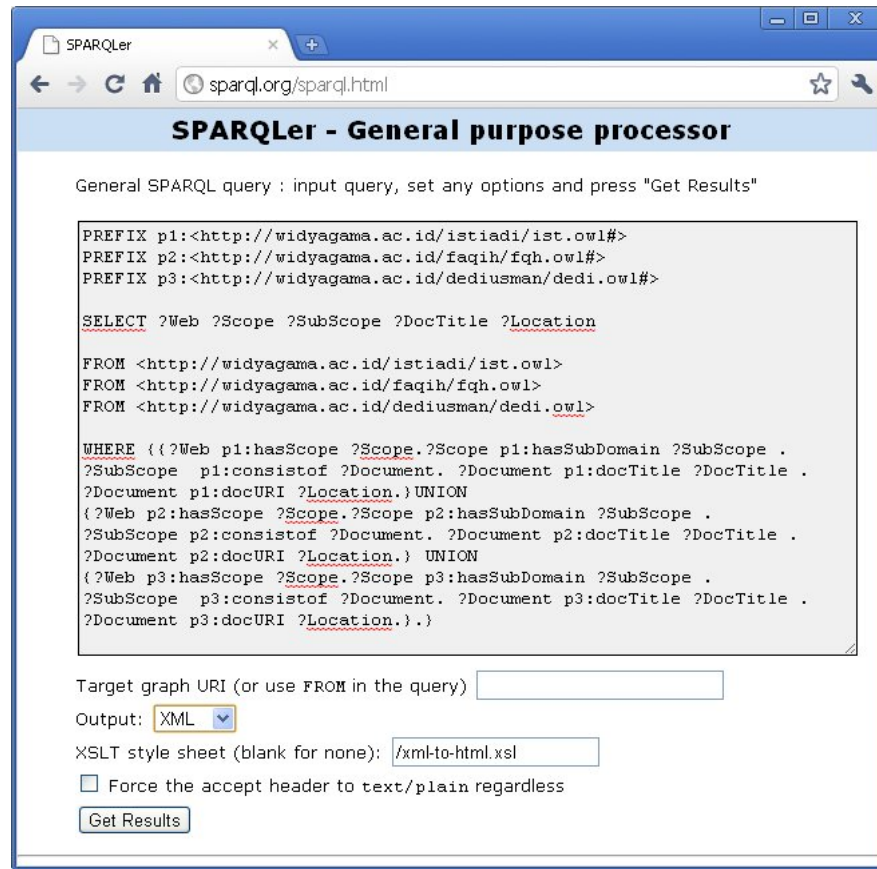 SPARQLer
sparql.org/sparql.html
SPARQLer - General purpose processor
General SPARQL query : input query, set any options and press "Get Results"
PREFIX p1:<http://widyagama.ac.id/istiadi/ist.owl#>
PREFIX p2:<http://widyagama.ac.id/faqih/fqh.owl#>
PREFIX p3:<http://widyagama.ac.id/dediusman/dedi.owl#>
SELECT ?Web ?Scope ?SubScope ?DocTitle ?Location
FROM <http://widyagama.ac.id/istiadi/ist.owl>
FROM <http://widyagama.ac.id/faqih/fqh.owl>
FROM <http://widyagama.ac.id/dediusman/dedi.owl>
WHERE {{?Web p1:hasScope ?Scope.?Scope p1:hasSubDomain ?SubScope .
?SubScope  p1:consistof ?Document. ?Document p1:docTitle ?DocTitle .
?Document p1:docURI ?Location.}UNION
{?Web p2:hasScope ?Scope.?Scope p2:hasSubDomain ?SubScope .
?SubScope p2:consistof ?Document. ?Document p2:docTitle ?DocTitle .
?Document p2:docURI ?Location.} UNION
{?Web p3:hasScope ?Scope.?Scope p3:hasSubDomain ?SubScope .
?SubScope  p3:consistof ?Document. ?Document p3:docTitle ?DocTitle .
?Document p3:docURI ?Location.}.}
Target graph URI (or use FROM in the query)
Output: XML
XSLT style sheet (blank for none): /xml-to-html.xsl
Force the accept header to text/plain regardless
Get Results